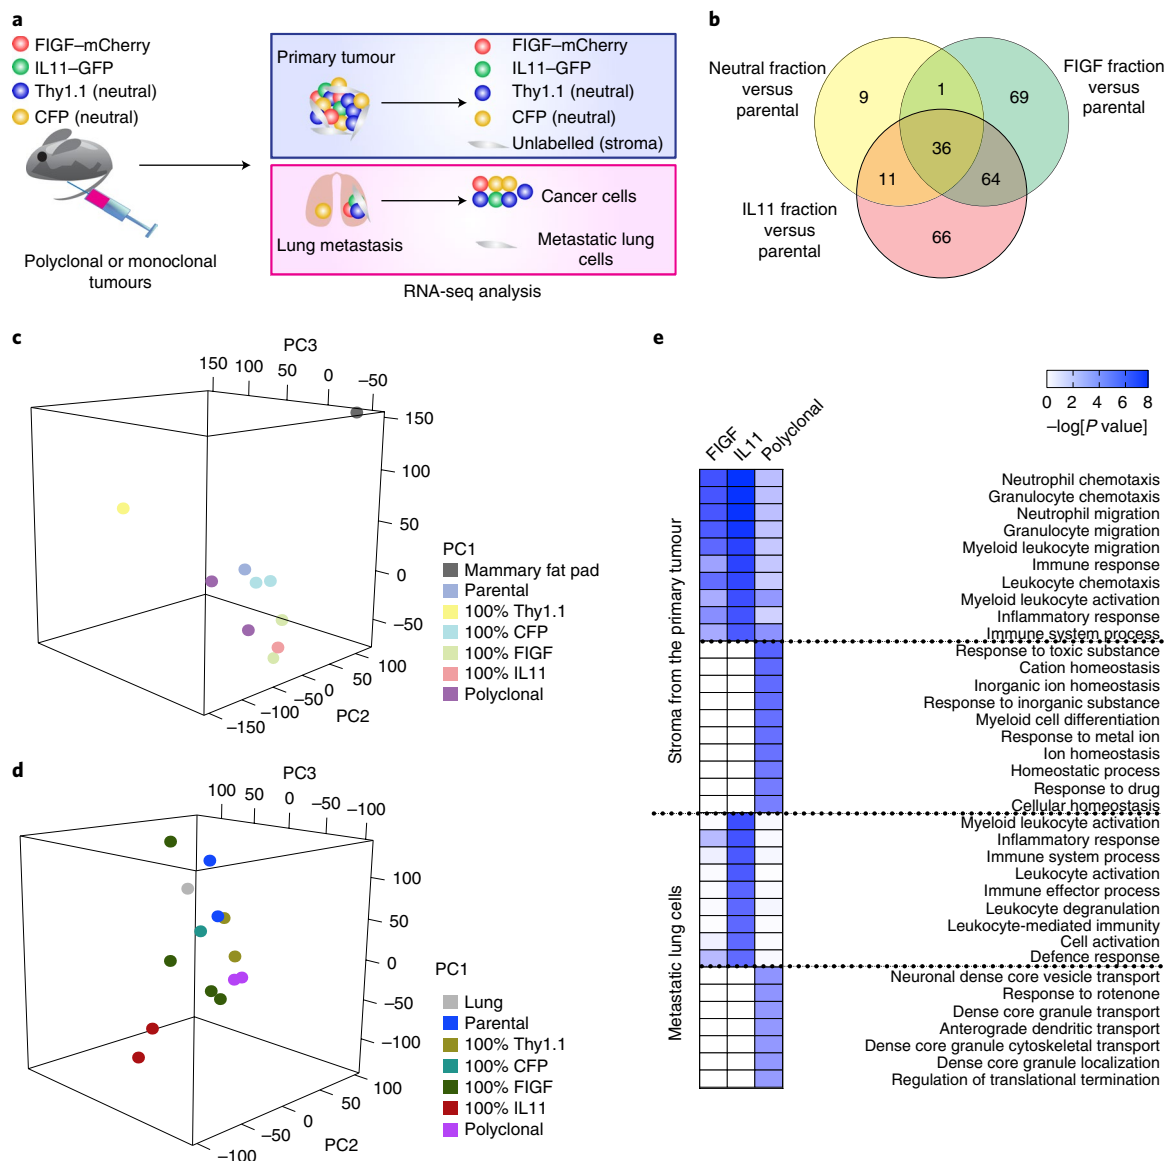 a
FIGF–mCherry
IL11–GFP
Thy1.1 (neutral)
CFP (neutral)
Polyclonal or monoclonal
tumours
Primary tumour
FIGF–mCherry
IL11–GFP
Thy1.1 (neutral)
CFP (neutral)
Unlabelled (stroma)
Lung metastasis
Cancer cells
Metastatic lung
cells
RNA-seq analysis
b
Neutral fraction
versus
parental
FIGF fraction
versus
parental
IL11 fraction
versus
parental
9
1
69
36
11
64
66
c
PC3
150 100 50 0 –50
150
100
50
0
–50
100
50
0
–50
–100
–150
PC2
PC1
Mammary fat pad
Parental
100% Thy1.1
100% CFP
100% FIGF
100% IL11
Polyclonal
d
PC3
100 50 0 –50 –100
100
50
0
–50
–100
100
50
0
–50
–100
PC2
PC1
Lung
Parental
100% Thy1.1
100% CFP
100% FIGF
100% IL11
Polyclonal
e
0 2 4 6 8
–log[P value]
FIGF
IL11
Polyclonal
Stroma from the primary tumour
Neutrophil chemotaxis
Granulocyte chemotaxis
Neutrophil migration
Granulocyte migration
Myeloid leukocyte migration
Immune response
Leukocyte chemotaxis
Myeloid leukocyte activation
Inflammatory response
Immune system process
Response to toxic substance
Cation homeostasis
Inorganic ion homeostasis
Response to inorganic substance
Myeloid cell differentiation
Response to metal ion
Ion homeostasis
Homeostatic process
Response to drug
Cellular homeostasis
Metastatic lung cells
Myeloid leukocyte activation
Inflammatory response
Immune system process
Leukocyte activation
Immune effector process
Leukocyte degranulation
Leukocyte-mediated immunity
Cell activation
Defence response
Neuronal dense core vesicle transport
Response to rotenone
Dense core granule transport
Anterograde dendritic transport
Dense core granule cytoskeletal transport
Dense core granule localization
Regulation of translational termination